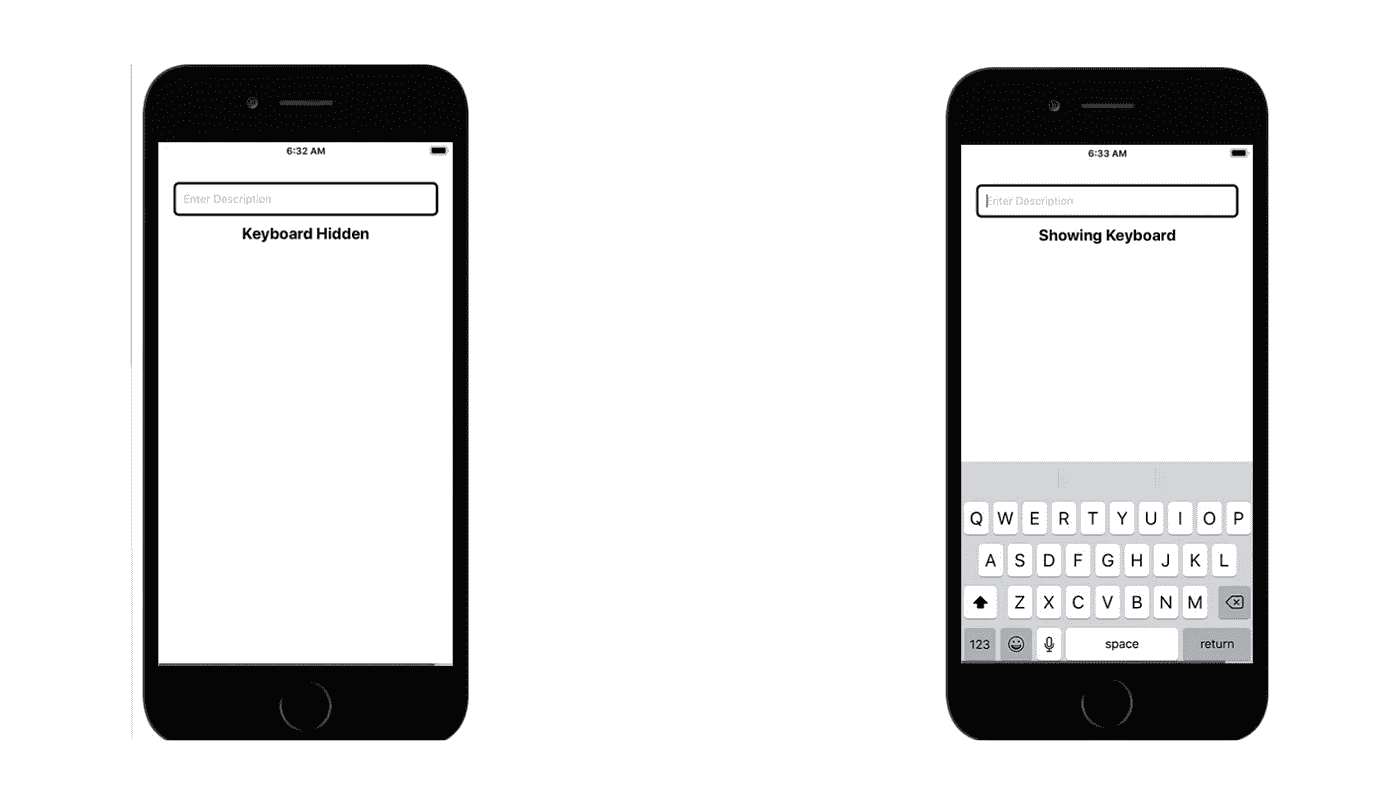 6:32 AM
Enter Description
Keyboard Hidden
6:33 AM
Enter Description
Showing Keyboard
Q W E R T Y U I O P
A S D F G H J K L
Z X C V B N M
123 space return